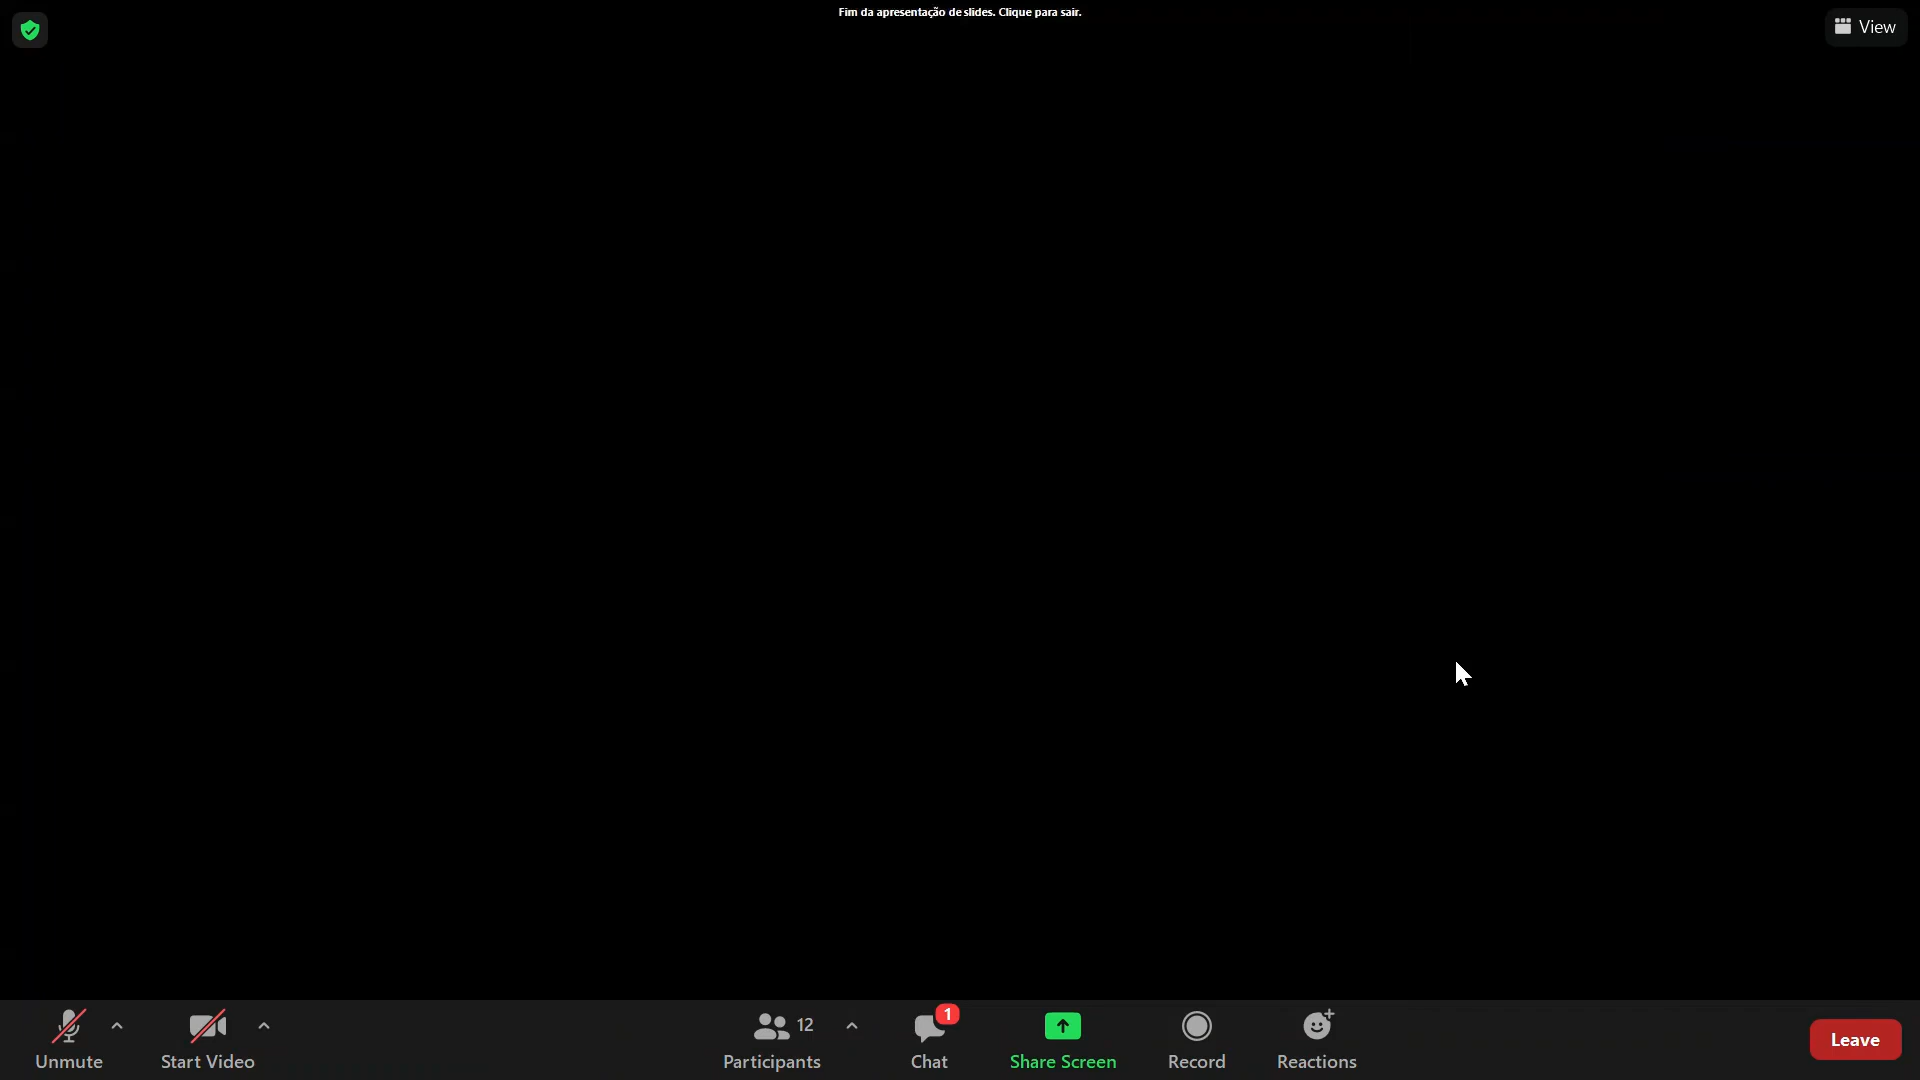 Fim da apresentação de slides. Clique para sair.
View
12
1
Unmute
Start Video
Participants
Chat
Share Screen
Record
Reactions
Leave